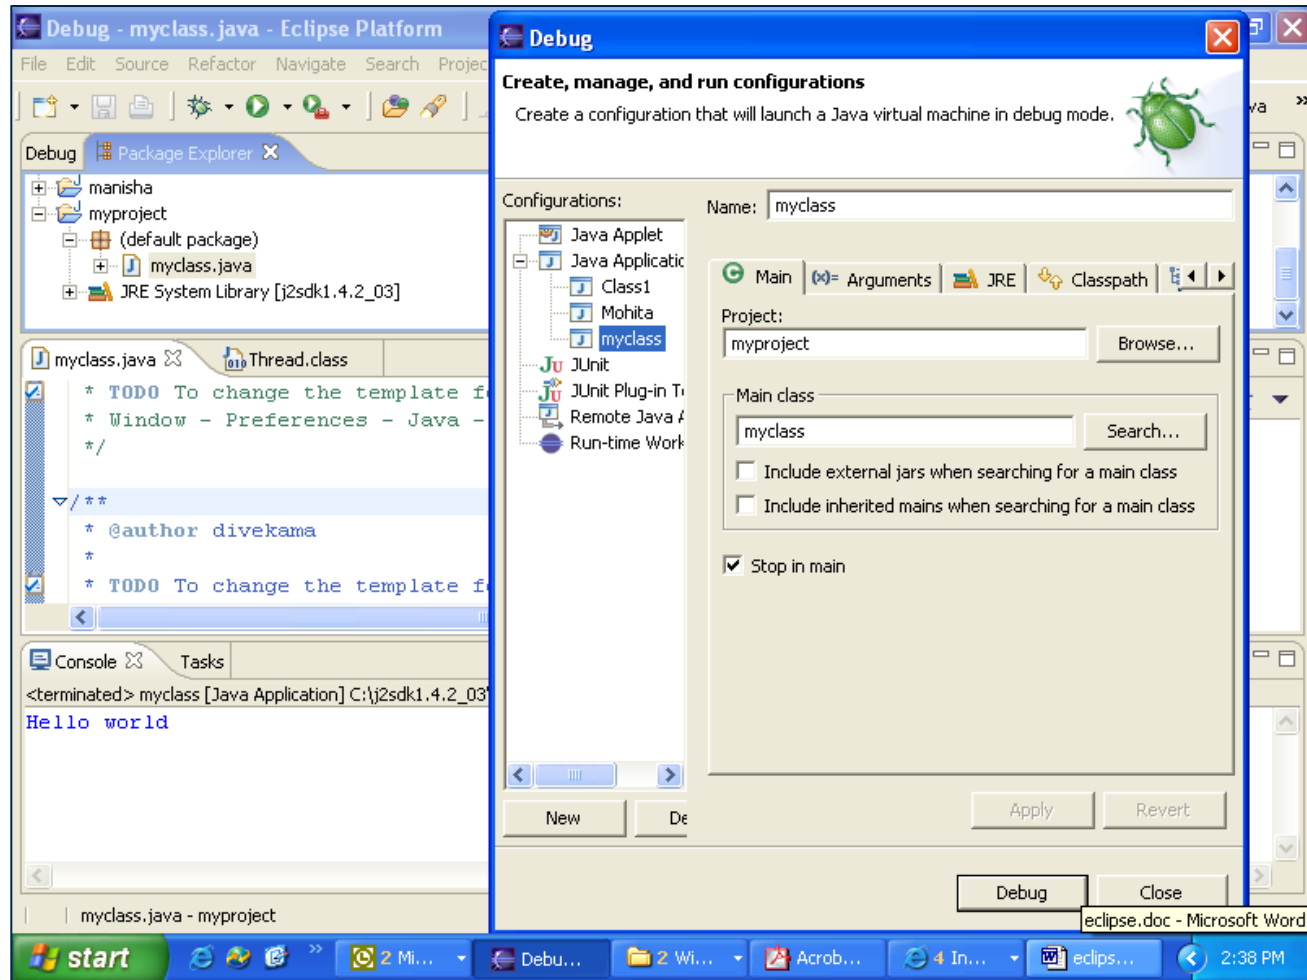 Debug - myclass.java - Eclipse Platform
File Edit Source Refactor Navigate Search Projec
va »
Debug Package Explorer
manisha
myproject
(default package)
myclass.java
JRE System Library [j2sdk1.4.2_03]
myclass.java Thread.class
* TODO To change the template f
* Window - Preferences - Java -
*/
/**
* @author divekama
*
* TODO To change the template f
Console Tasks
<terminated> myclass [Java Application] C:\j2sdk1.4.2_03
Hello world
myclass.java - myproject
Debug
Create, manage, and run configurations
Create a configuration that will launch a Java virtual machine in debug mode.
Configurations:
Java Applet
Java Applicatic
Class1
Mohita
myclass
JUnit
JUnit Plug-in T
Remote Java A
Run-time Work
New De
Name: myclass
Main (x)= Arguments JRE Classpath
Project:
myproject Browse...
Main class
myclass Search...
Include external jars when searching for a main class
Include inherited mains when searching for a main class
Stop in main
Apply Revert
Debug Close
eclipse.doc - Microsoft Word
start » 2 Mi... Debu... 2 Wi... Acrob... 4 In... eclips... 2:38 PM